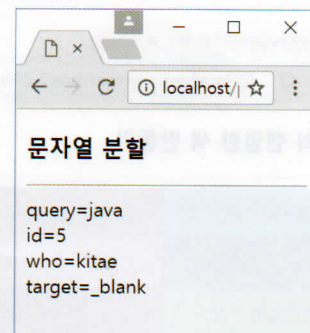 localhost/
문자열 분할
query=java
id=5
who=kitae
target=_blank